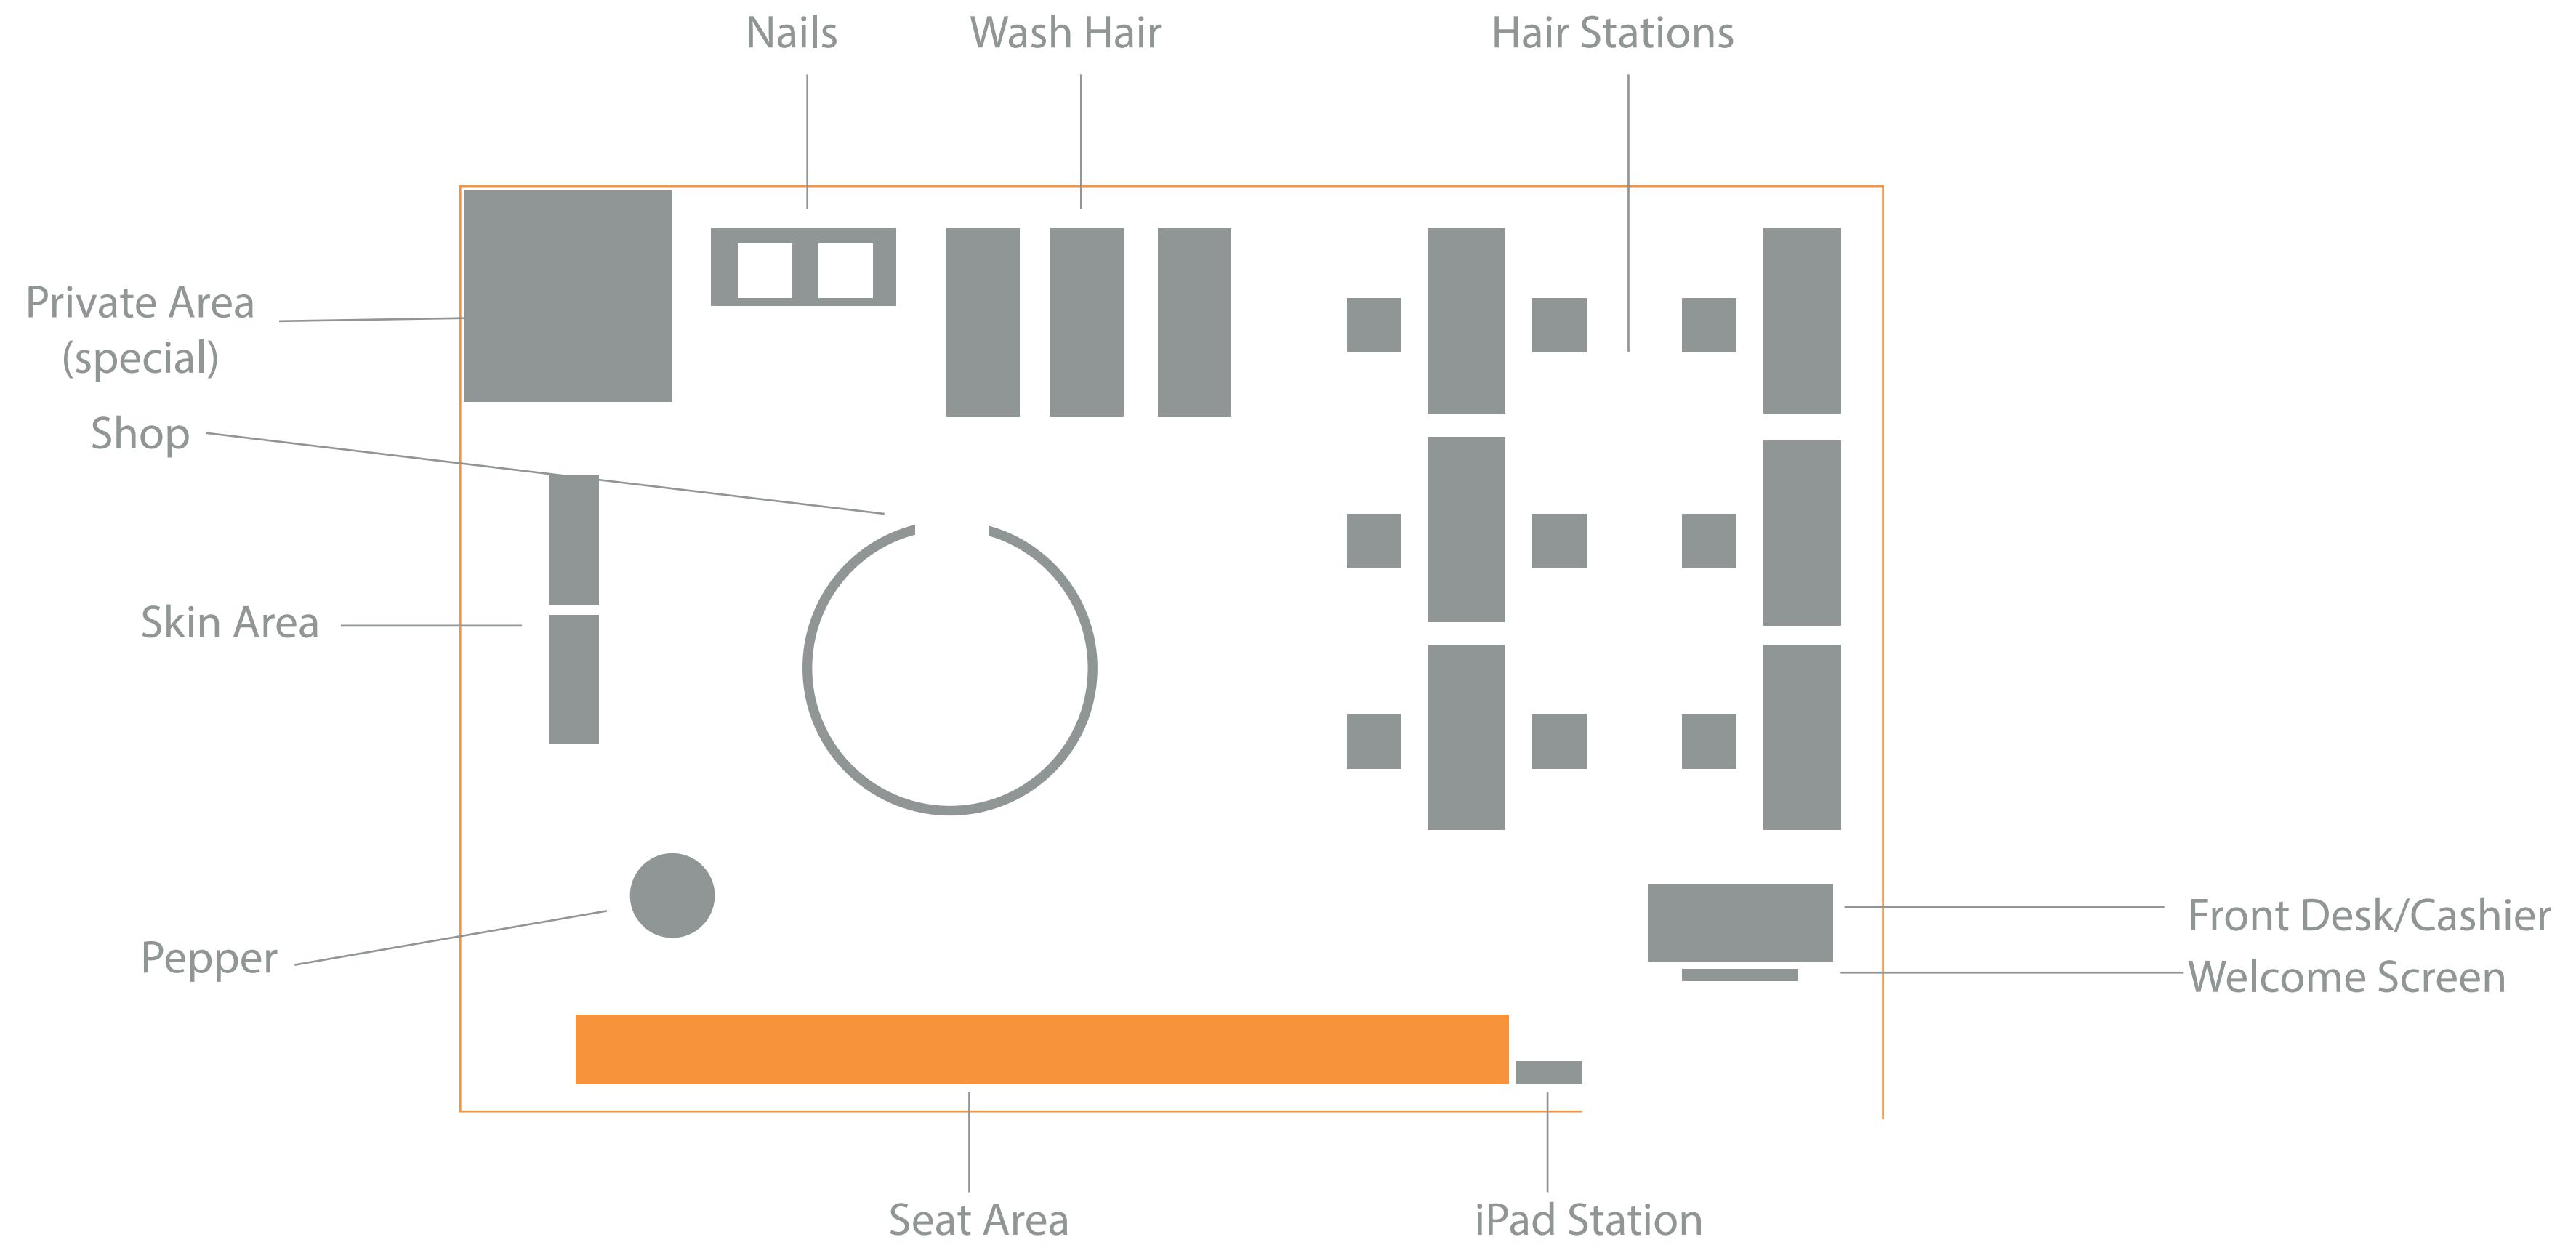 Nails
Wash Hair
Hair Stations
Private Area
(special)
Shop
Skin Area
Pepper
Front Desk/Cashier
Welcome Screen
Seat Area
iPad Station